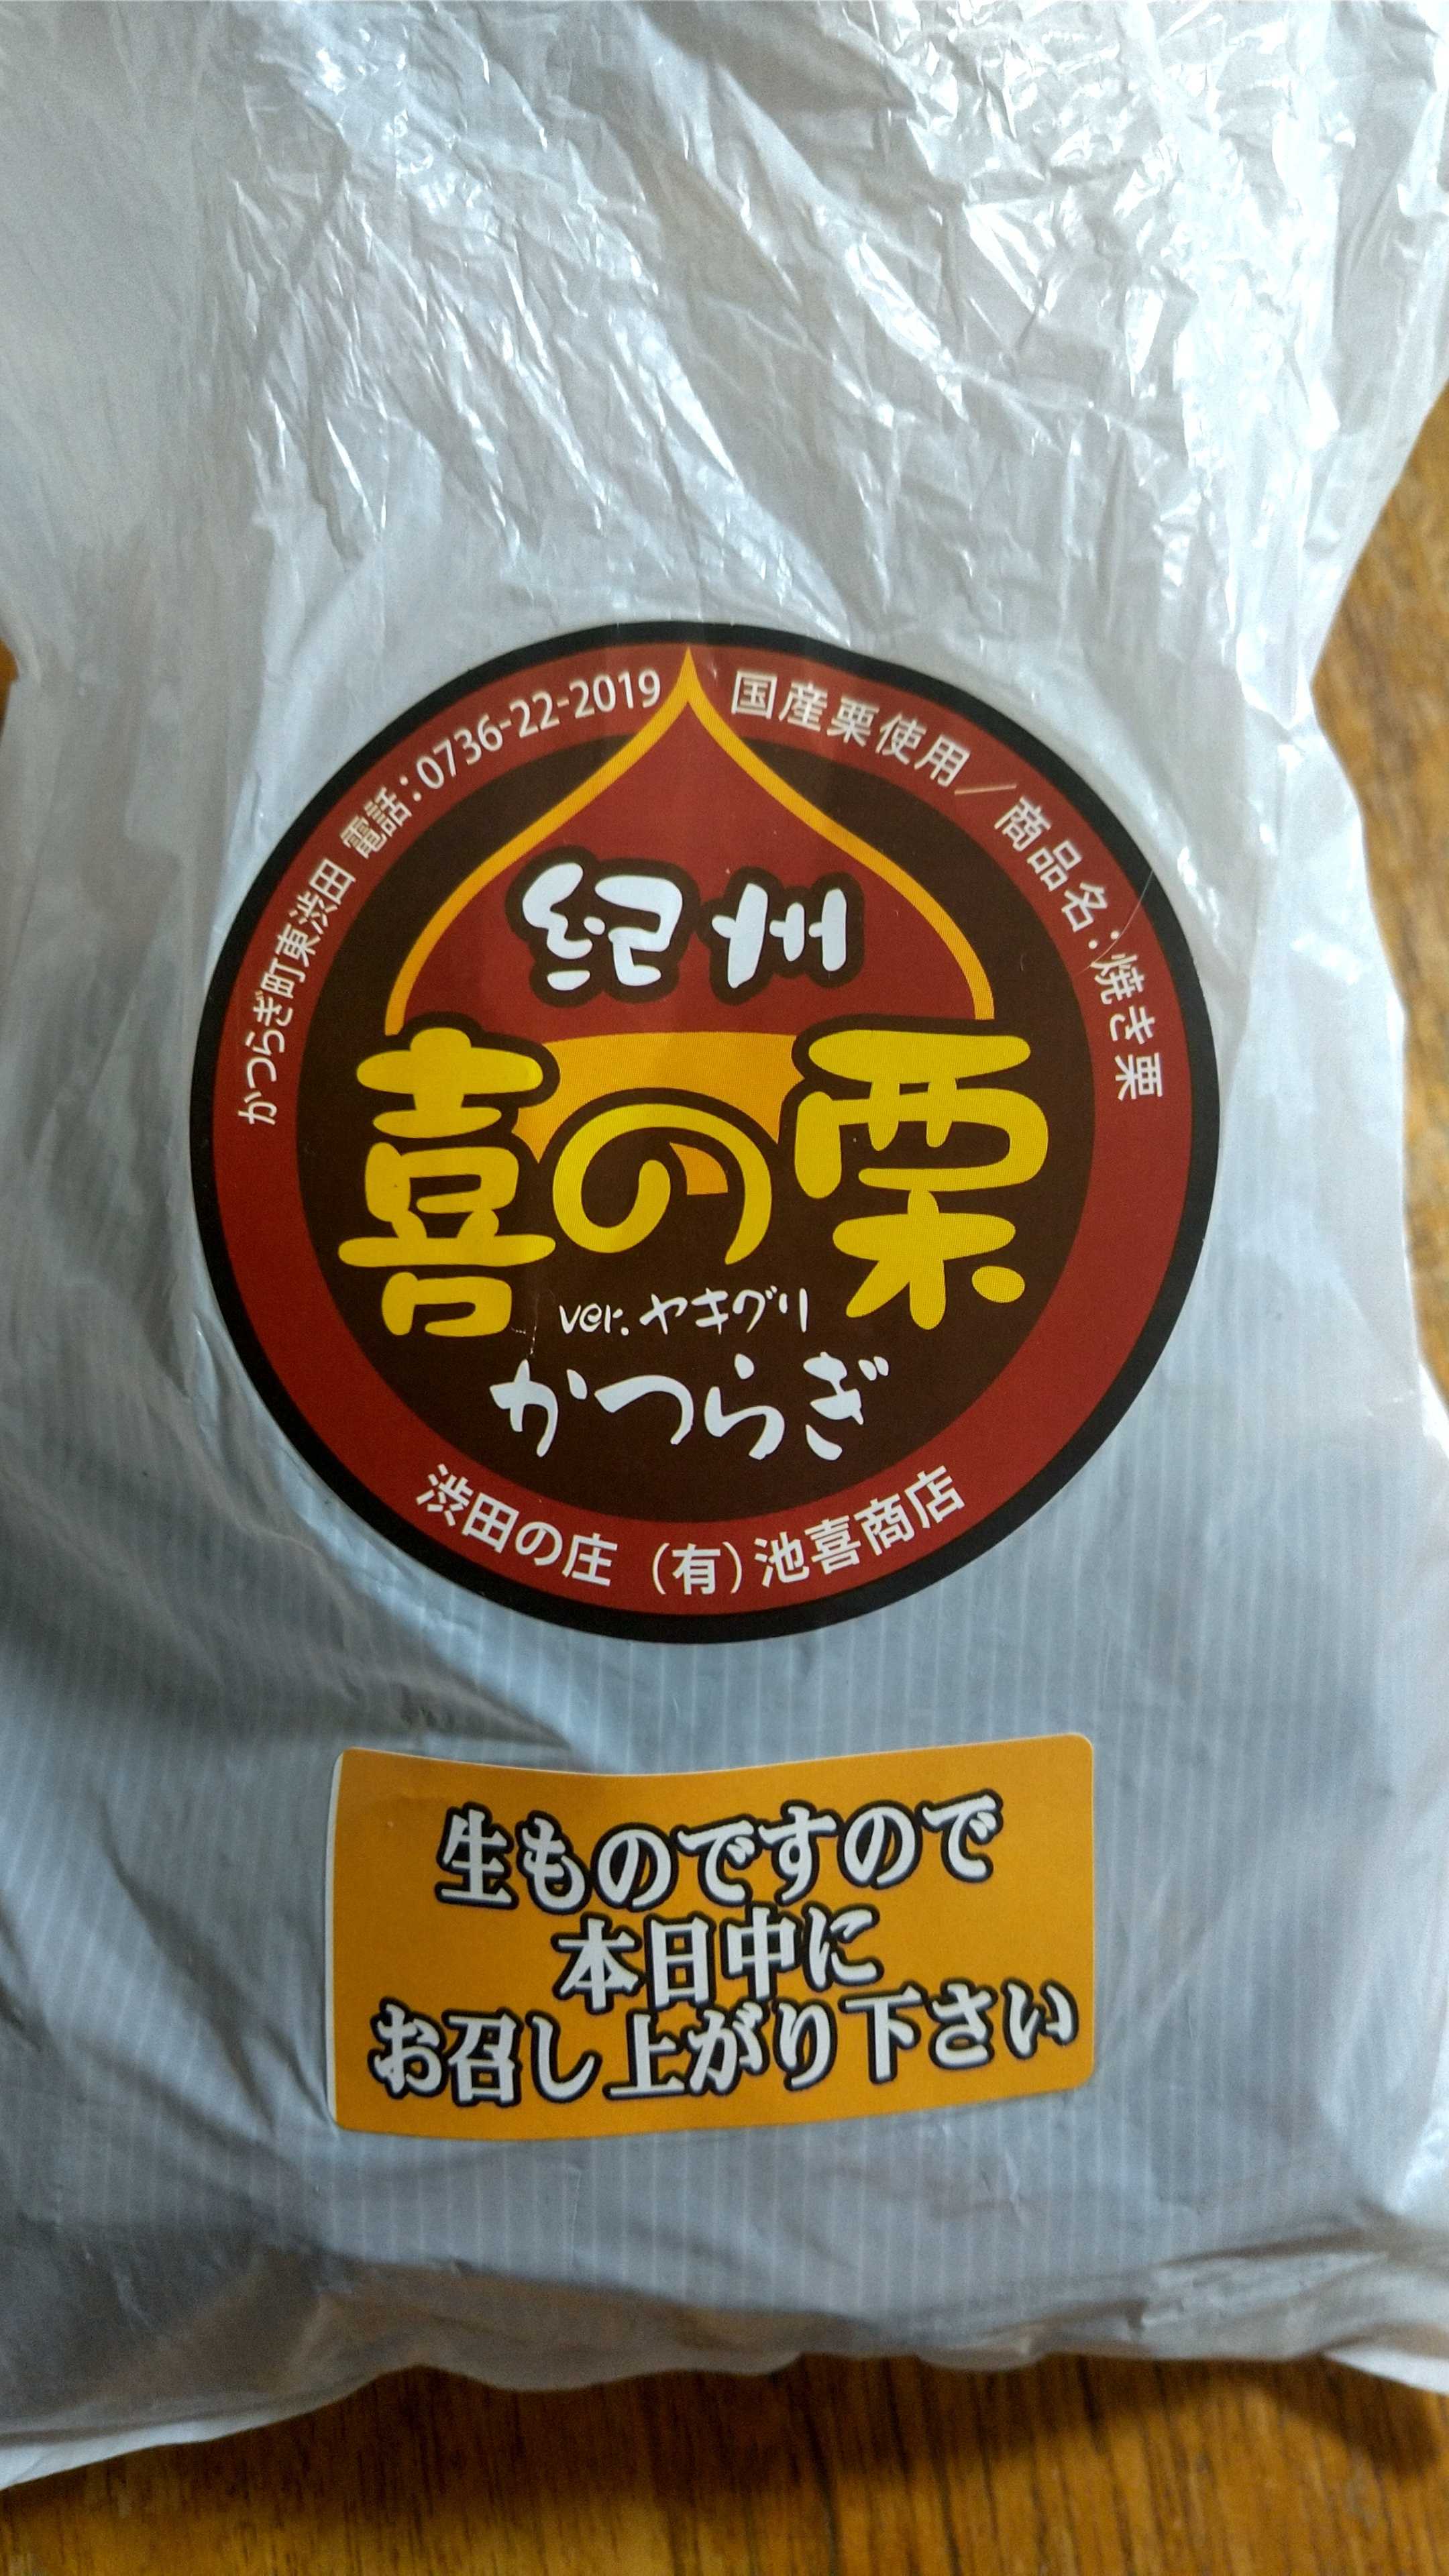 かつらぎ町東渋田 電話:0736-22-2019
国産栗使用/商品名:焼き栗
紀州
喜の栗
ver.ヤキグリ
かつらぎ
渋田の庄 (有)池喜商店
生ものですので
本日中に
お召し上がり下さい